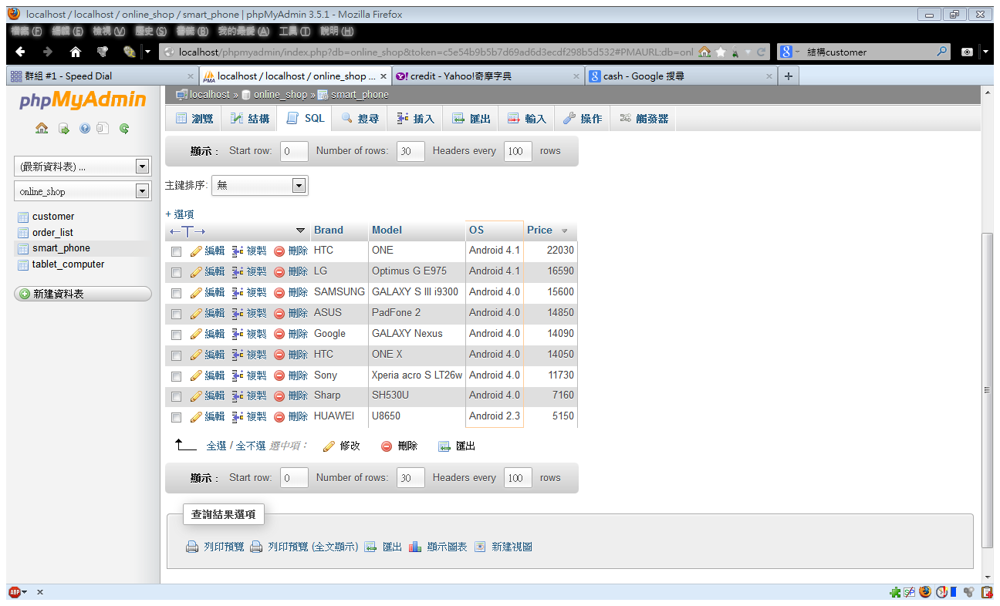 localhost / localhost / online_shop / smart_phone | phpMyAdmin 3.5.1 - Mozilla Firefox
檔案 (F) 編輯 (E) 檢視 (V) 歷史 (S) 書籤 (B) 我的最愛 (A) 工具 (T) 說明 (H)
localhost/phpmyadmin/index.php?db=online_shop&token=c5e54b9b5b7d69ad6d3ecdf298b5d532#PMAURL:db=onl 結構customer
群組 #1 - Speed Dial localhost / localhost / online_shop ... credit - Yahoo!奇摩字典 cash - Google 搜尋
phpMyAdmin
localhost » online_shop » smart_phone
瀏覽 結構 SQL 搜尋 插入 匯出 輸入 操作 觸發器
顯示 : Start row: 0 Number of rows: 30 Headers every 100 rows
(最新資料表) ...
online_shop
customer
order_list
smart_phone
tablet_computer
新建資料表
主鍵排序: 無
+ 選項
Brand Model OS Price
編輯 複製 刪除 HTC ONE Android 4.1 22030
編輯 複製 刪除 LG Optimus G E975 Android 4.1 16590
編輯 複製 刪除 SAMSUNG GALAXY S III i9300 Android 4.0 15600
編輯 複製 刪除 ASUS PadFone 2 Android 4.0 14850
編輯 複製 刪除 Google GALAXY Nexus Android 4.0 14090
編輯 複製 刪除 HTC ONE X Android 4.0 14050
編輯 複製 刪除 Sony Xperia acro S LT26w Android 4.0 11730
編輯 複製 刪除 Sharp SH530U Android 4.0 7160
編輯 複製 刪除 HUAWEI U8650 Android 2.3 5150
全選 / 全不選 選中項： 修改 刪除 匯出
顯示 : Start row: 0 Number of rows: 30 Headers every 100 rows
查詢結果選項
列印預覽 列印預覽 (全文顯示) 匯出 顯示圖表 新建視圖
ABP